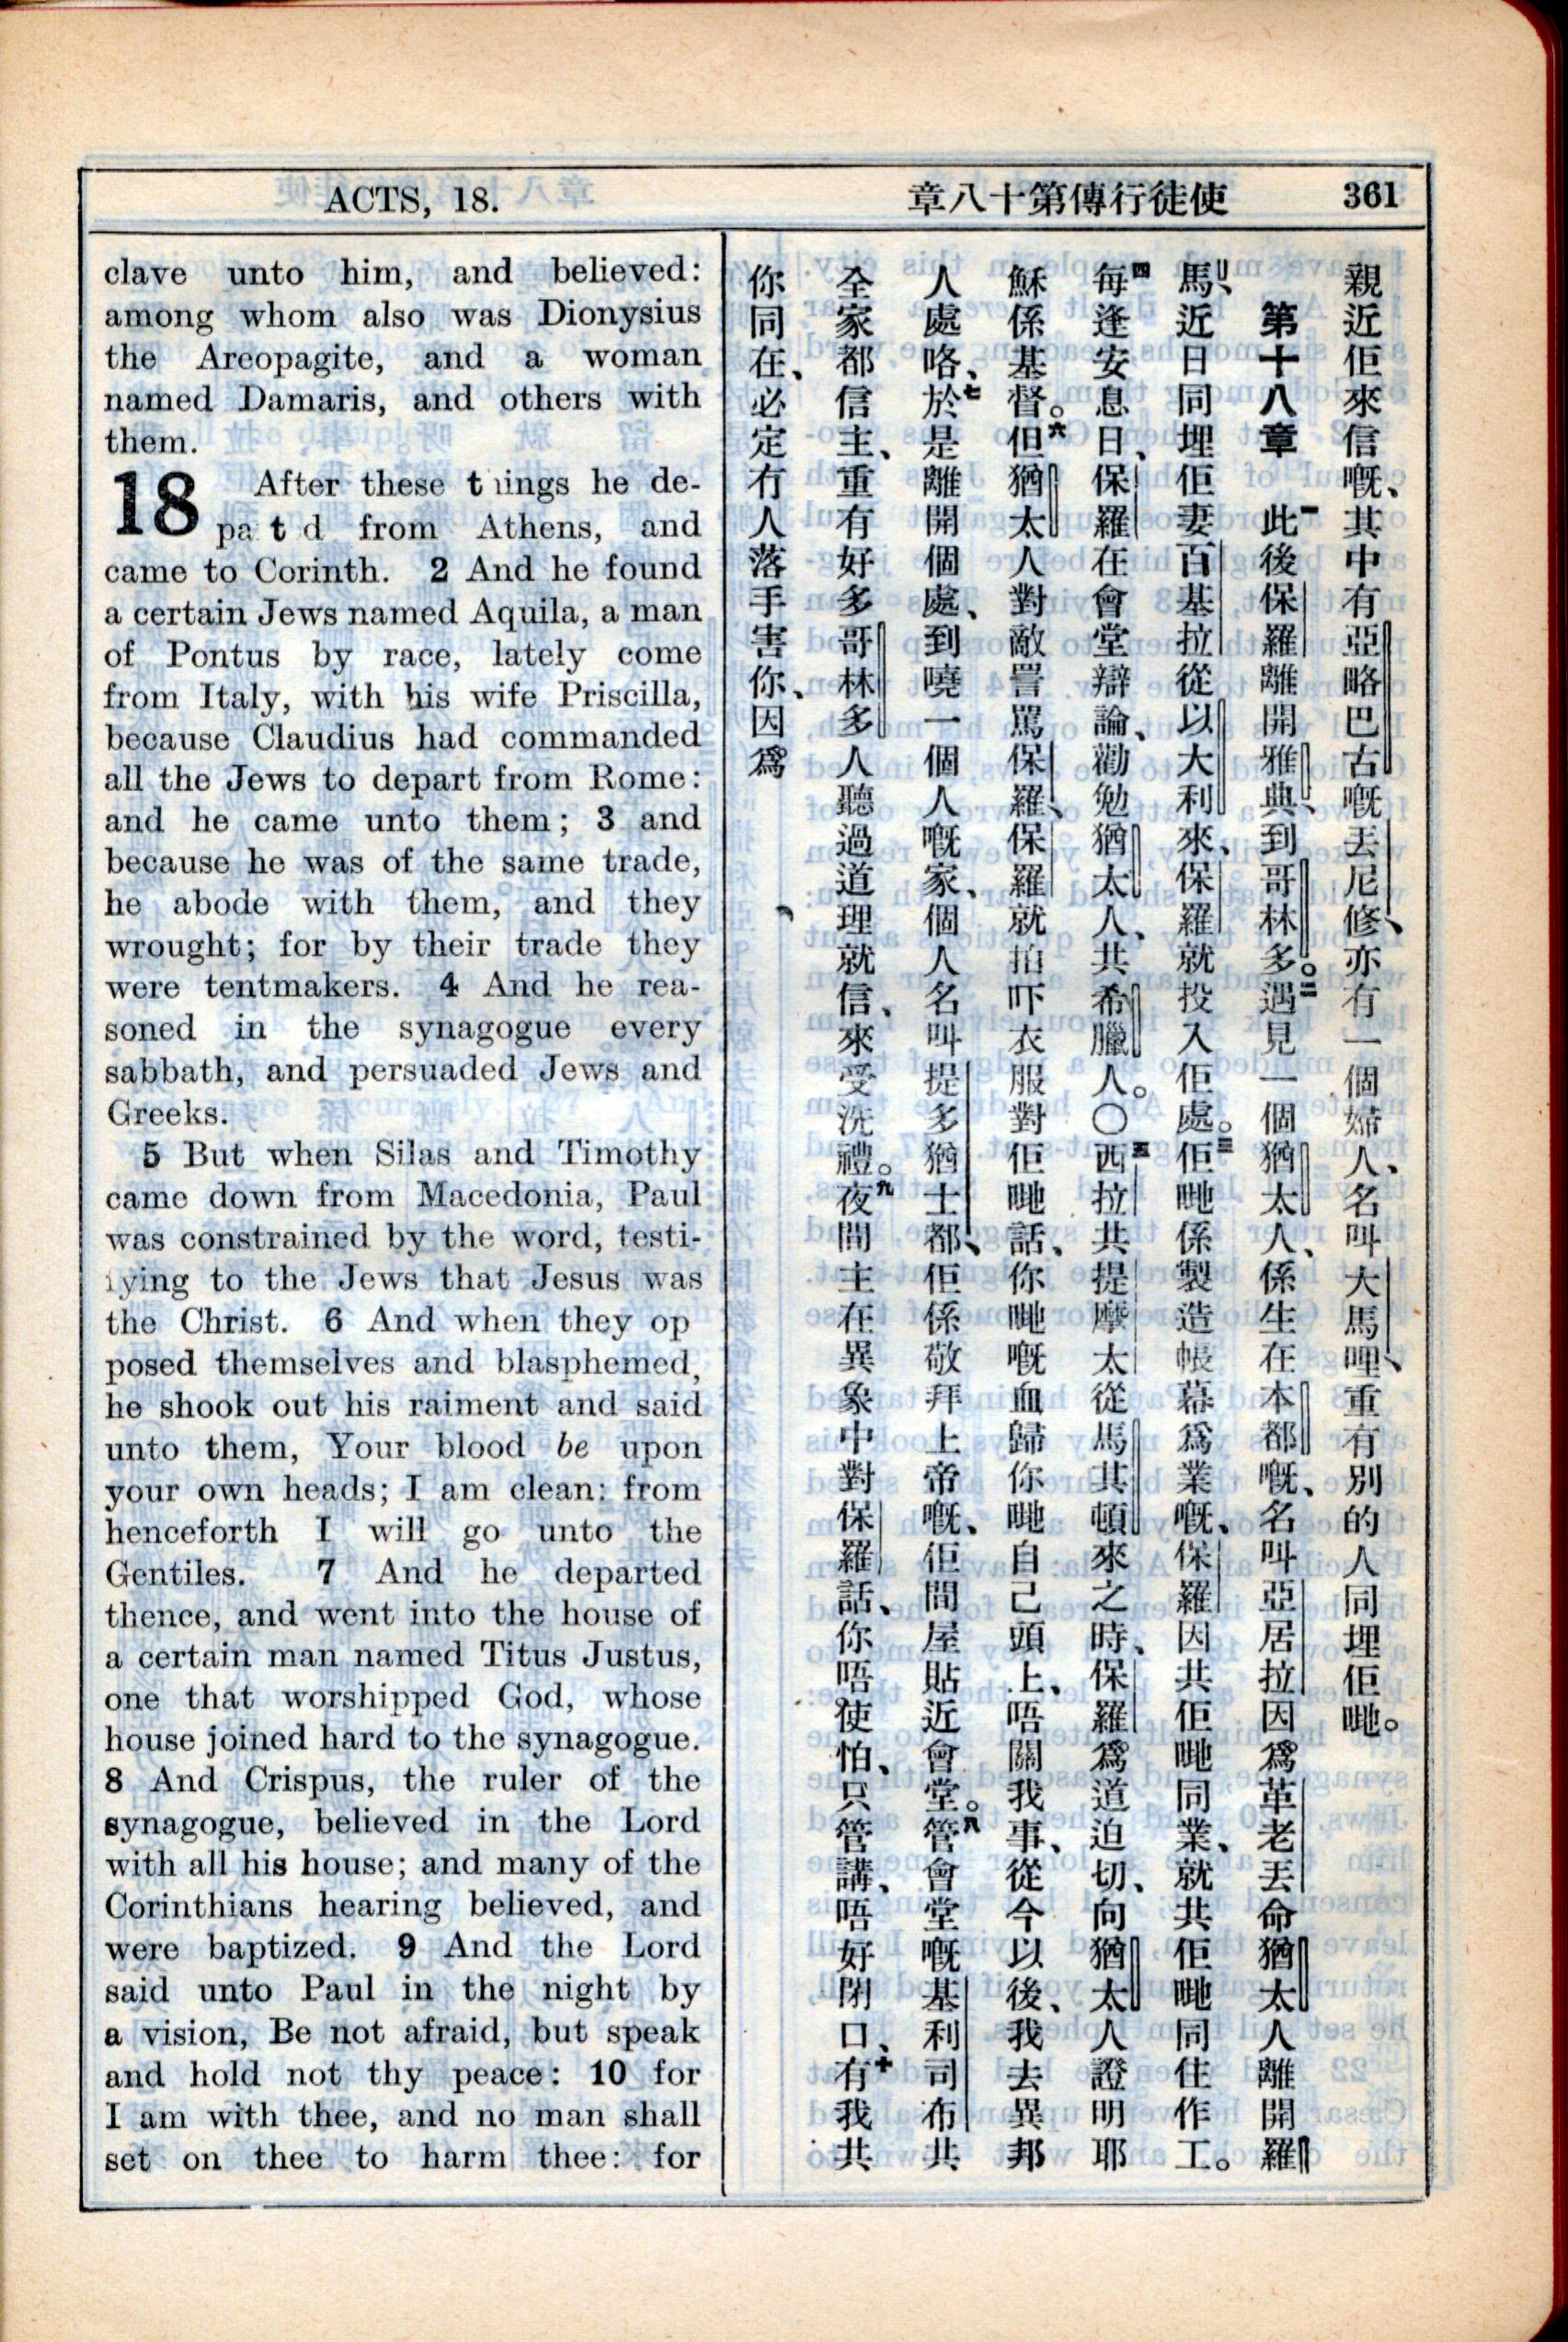 ACTS, 18.
使徒行傳第十八章
361
clave unto him, and believed:
among whom also was Dionysius
the Areopagite, and a woman
named Damaris, and others with
them.
18 After these t ings he de-
pa t d from Athens, and
came to Corinth. 2 And he found
a certain Jews named Aquila, a man
of Pontus by race, lately come
from Italy, with his wife Priscilla,
because Claudius had commanded
all the Jews to depart from Rome:
and he came unto them; 3 and
because he was of the same trade,
he abode with them, and they
wrought; for by their trade they
were tentmakers. 4 And he rea-
soned in the synagogue every
sabbath, and persuaded Jews and
Greeks.
5 But when Silas and Timothy
came down from Macedonia, Paul
was constrained by the word, testi-
ying to the Jews that Jesus was
the Christ. 6 And when they op
posed themselves and blasphemed,
he shook out his raiment and said
unto them, Your blood be upon
your own heads; I am clean: from
henceforth I will go unto the
Gentiles. 7 And he departed
thence, and went into the house of
a certain man named Titus Justus,
one that worshipped God, whose
house joined hard to the synagogue.
8 And Crispus, the ruler of the
synagogue, believed in the Lord
with all his house; and many of the
Corinthians hearing believed, and
were baptized. 9 And the Lord
said unto Paul in the night by
a vision, Be not afraid, but speak
and hold not thy peace: 10 for
I am with thee, and no man shall
set on thee to harm thee: for
親近佢來信嘅、其中有亞略巴古嘅丟尼修、亦有一個婦人、名叫大馬哩、重有別的人同埋佢哋。
第十八章 一此後保羅離開雅典、到哥林多。二遇見一個猶太人、係生在本都嘅、名叫亞居拉因爲革老丟命猶太人離開羅
馬、近日同埋佢妻百基拉從以大利來、保羅就投入佢處。三佢哋係製造帳幕爲業嘅、保羅因共佢哋同業、就共佢哋同住作工。
四每逢安息日、保羅在會堂辯論、勸勉猶太人、共希臘人。〇五西拉共提摩太從馬其頓來之時、保羅爲道迫切、向猶太人證明耶
穌係基督。六但猶太人對敵詈罵保羅、保羅就拍吓衣服對佢哋話、你哋嘅血歸你哋自己頭上、唔關我事、從今以後、我去異邦
人處咯、七於是離開個處、到嘵一個人嘅家、個人名叫提多猶士都、佢係敬拜上帝嘅、佢間屋貼近會堂。八管會堂嘅基利司布共
全家都信主、重有好多哥林多人聽過道理就信、來受洗禮。九夜間主在異象中對保羅話、你唔使怕、只管講、唔好閉口、十有我共
你同在、必定冇人落手害你、因爲